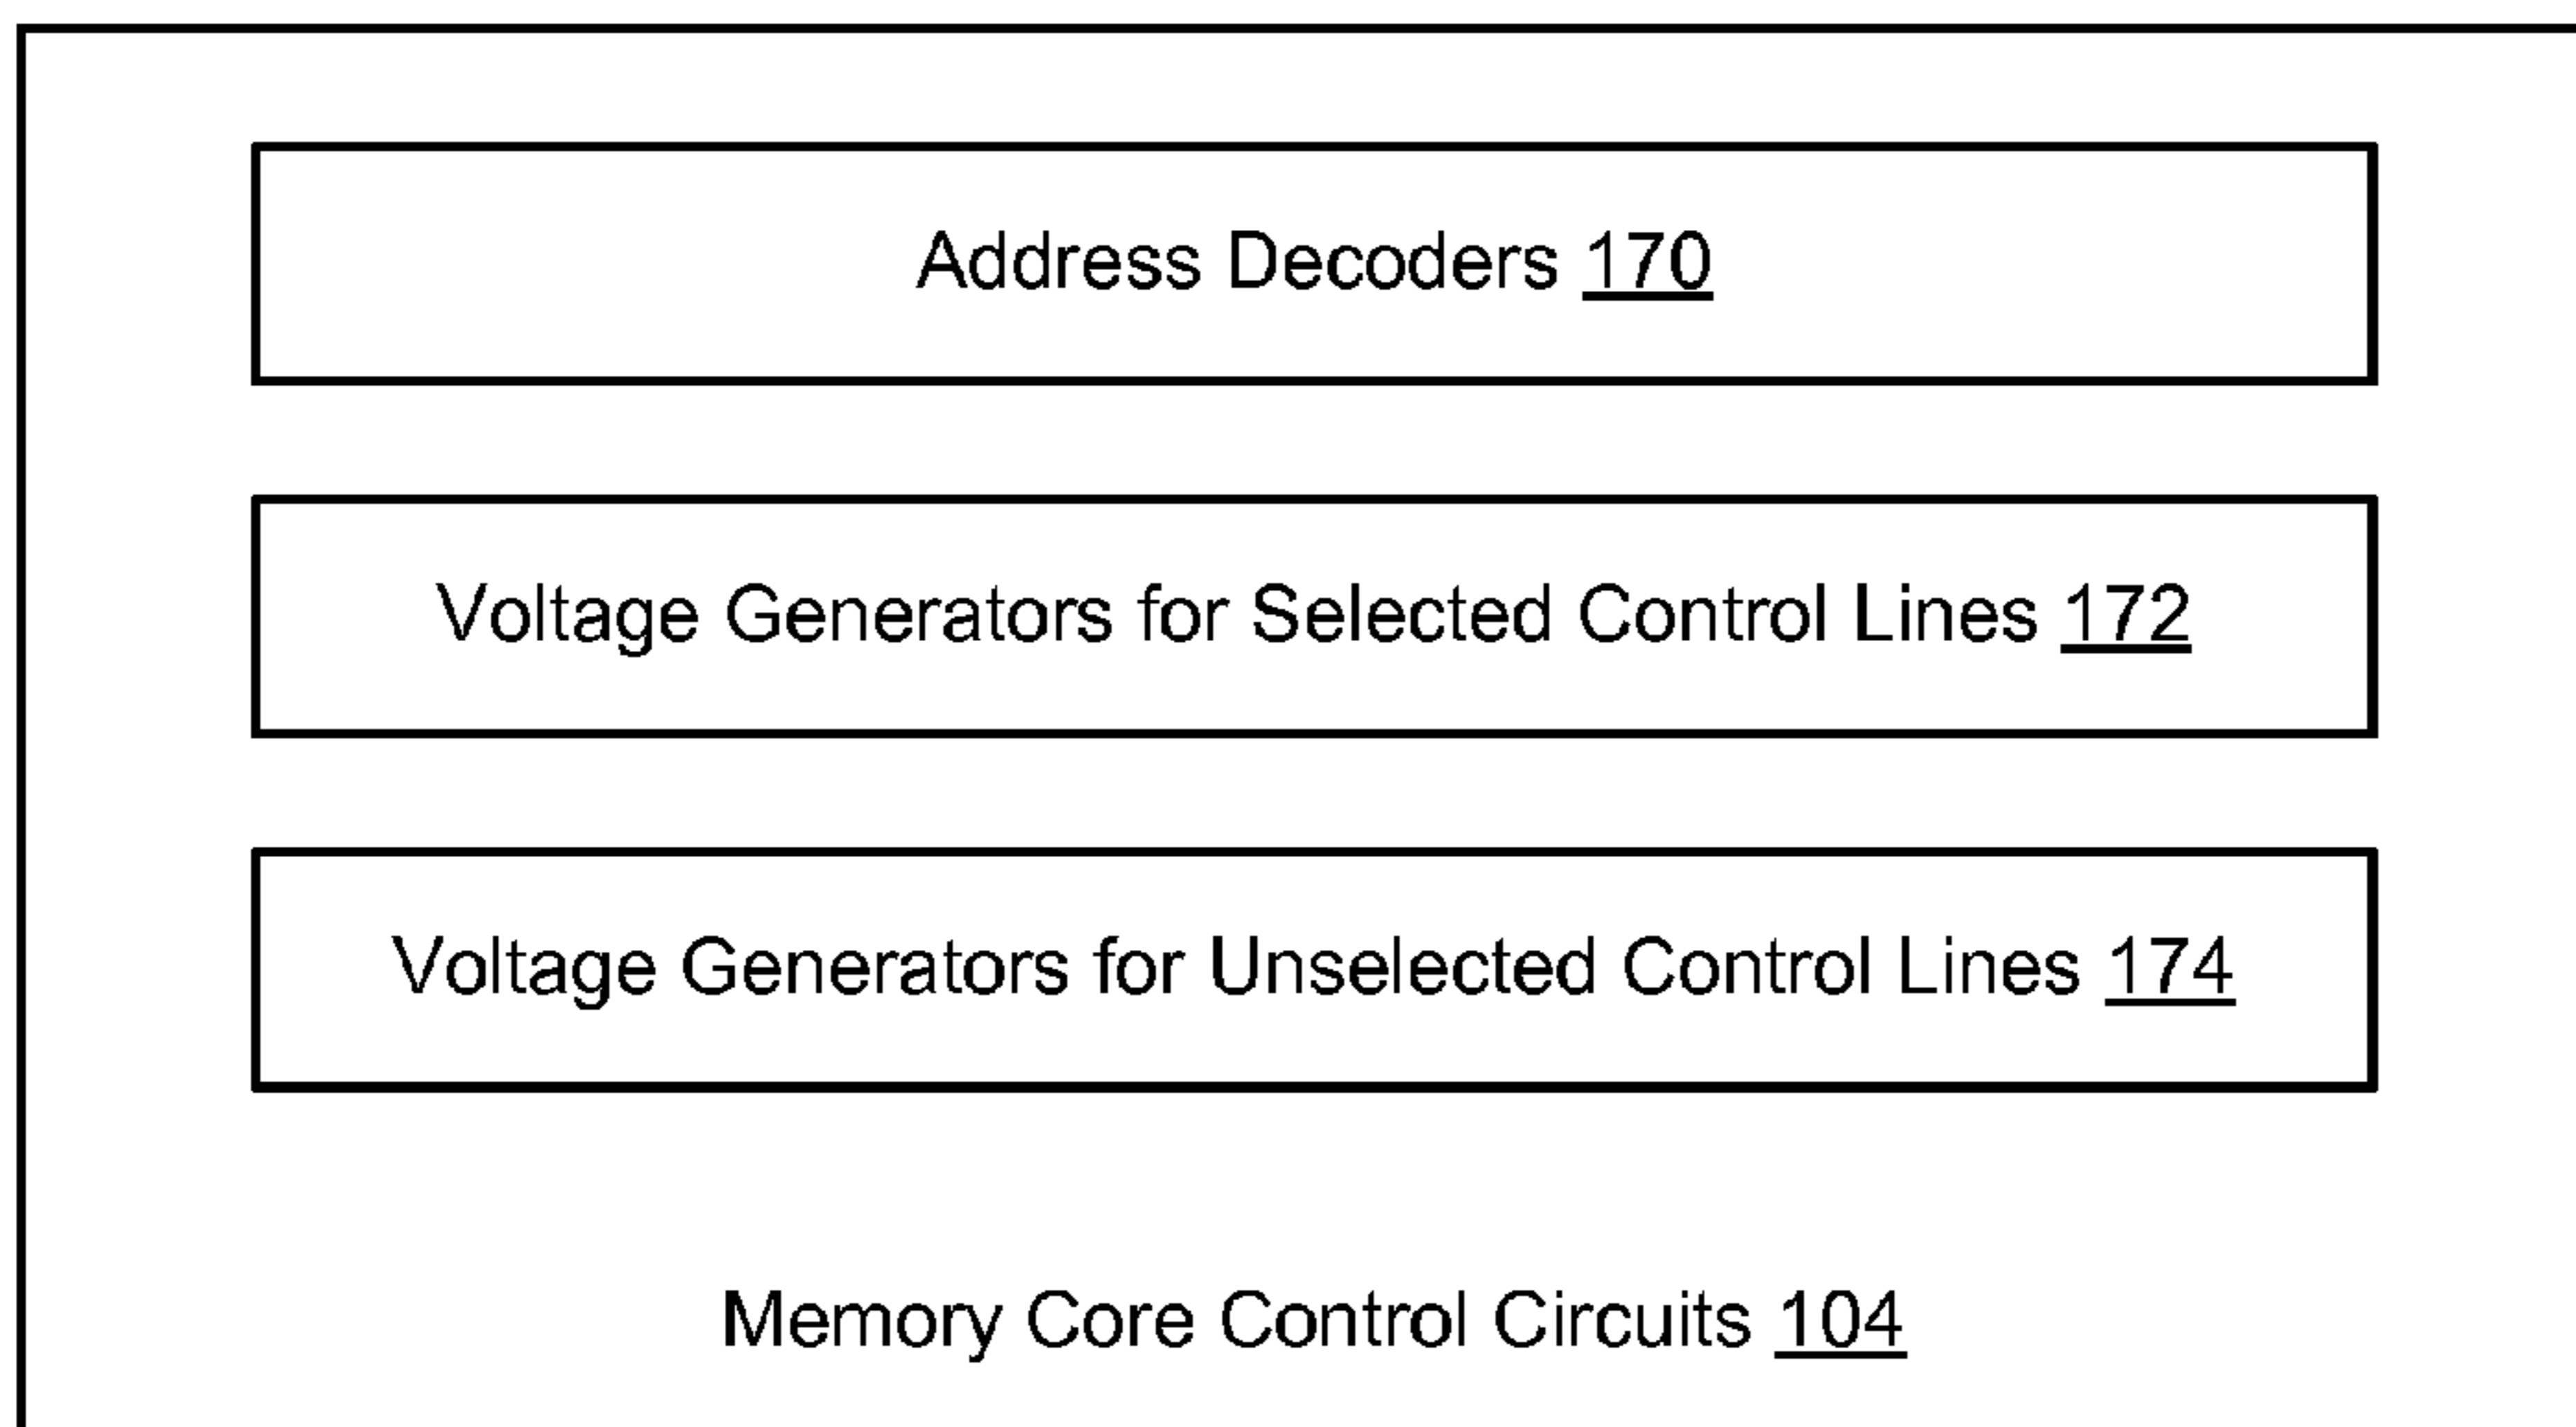 Address Decoders 170
Voltage Generators for Selected Control Lines 172
Voltage Generators for Unselected Control Lines 174
Memory Core Control Circuits 104